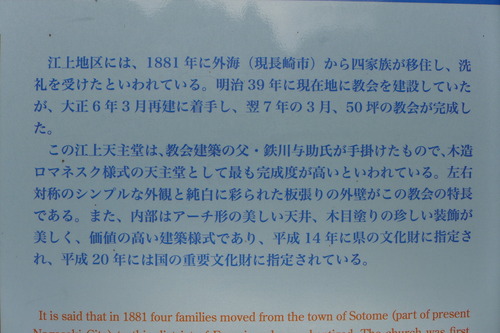 江上地区には、1881年に外海（現長崎市）から四家族が移住し、洗
礼を受けたといわれている。明治39年に現在地に教会を建設していた
が、大正6年3月再建に着手し、翌7年の3月、50坪の教会が完成し
た。
この江上天主堂は、教会建築の父・鉄川与助氏が手掛けたもので、木造
ロマネスク様式の天主堂として最も完成度が高いといわれている。左右
対称のシンプルな外観と純白に彩られた板張りの外壁がこの教会の特長
である。また、内部はアーチ形の美しい天井、木目塗りの珍しい装飾が
美しく、価値の高い建築様式であり、平成14年に県の文化財に指定さ
れ、平成20年には国の重要文化財に指定されている。
It is said that in 1881 four families moved from the town of Sotome (part of present